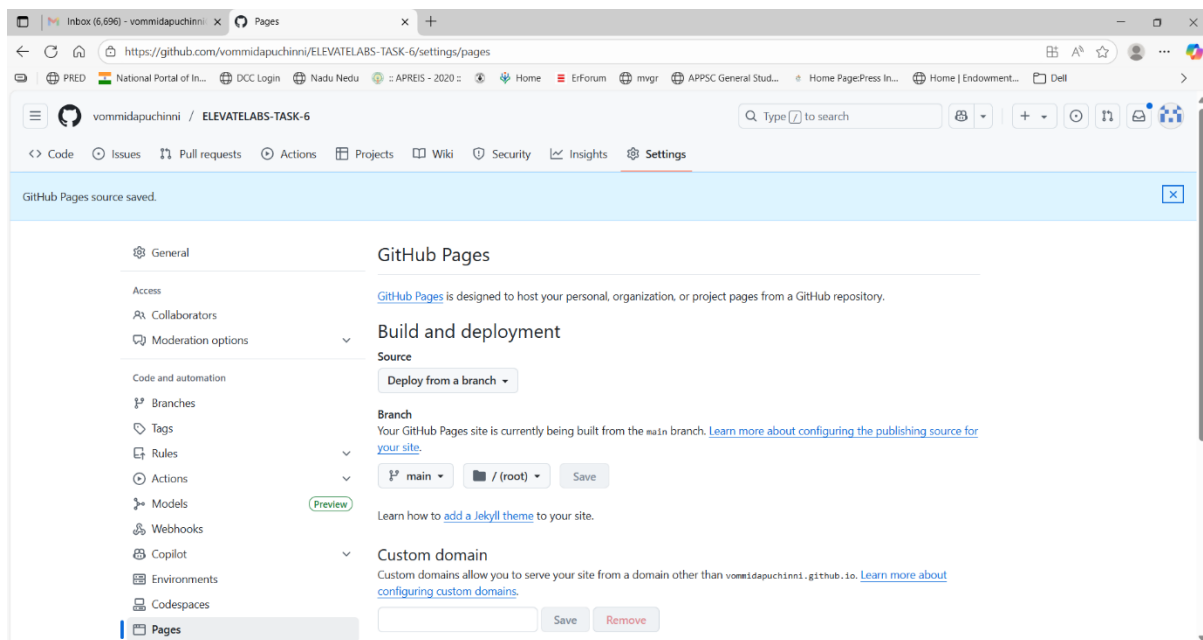 Inbox (6,696) - vommidapuchinni
Pages
https://github.com/vommidapuchinni/ELEVATELABS-TASK-6/settings/pages
PRED
National Portal of In...
DCC Login
Nadu Nedu
:: APREIS - 2020 ::
Home
ErForum
mvgr
APPSC General Stud...
Home Page:Press In...
Home | Endowment...
Dell
vommidapuchinni / ELEVATELABS-TASK-6
Type / to search
Code
Issues
Pull requests
Actions
Projects
Wiki
Security
Insights
Settings
GitHub Pages source saved.
General
Access
Collaborators
Moderation options
Code and automation
Branches
Tags
Rules
Actions
Models
Preview
Webhooks
Copilot
Environments
Codespaces
Pages
GitHub Pages
GitHub Pages is designed to host your personal, organization, or project pages from a GitHub repository.
Build and deployment
Source
Deploy from a branch
Branch
Your GitHub Pages site is currently being built from the main branch. Learn more about configuring the publishing source for
your site.
main
/ (root)
Save
Learn how to add a Jekyll theme to your site.
Custom domain
Custom domains allow you to serve your site from a domain other than vommidapuchinni.github.io. Learn more about
configuring custom domains.
Save
Remove